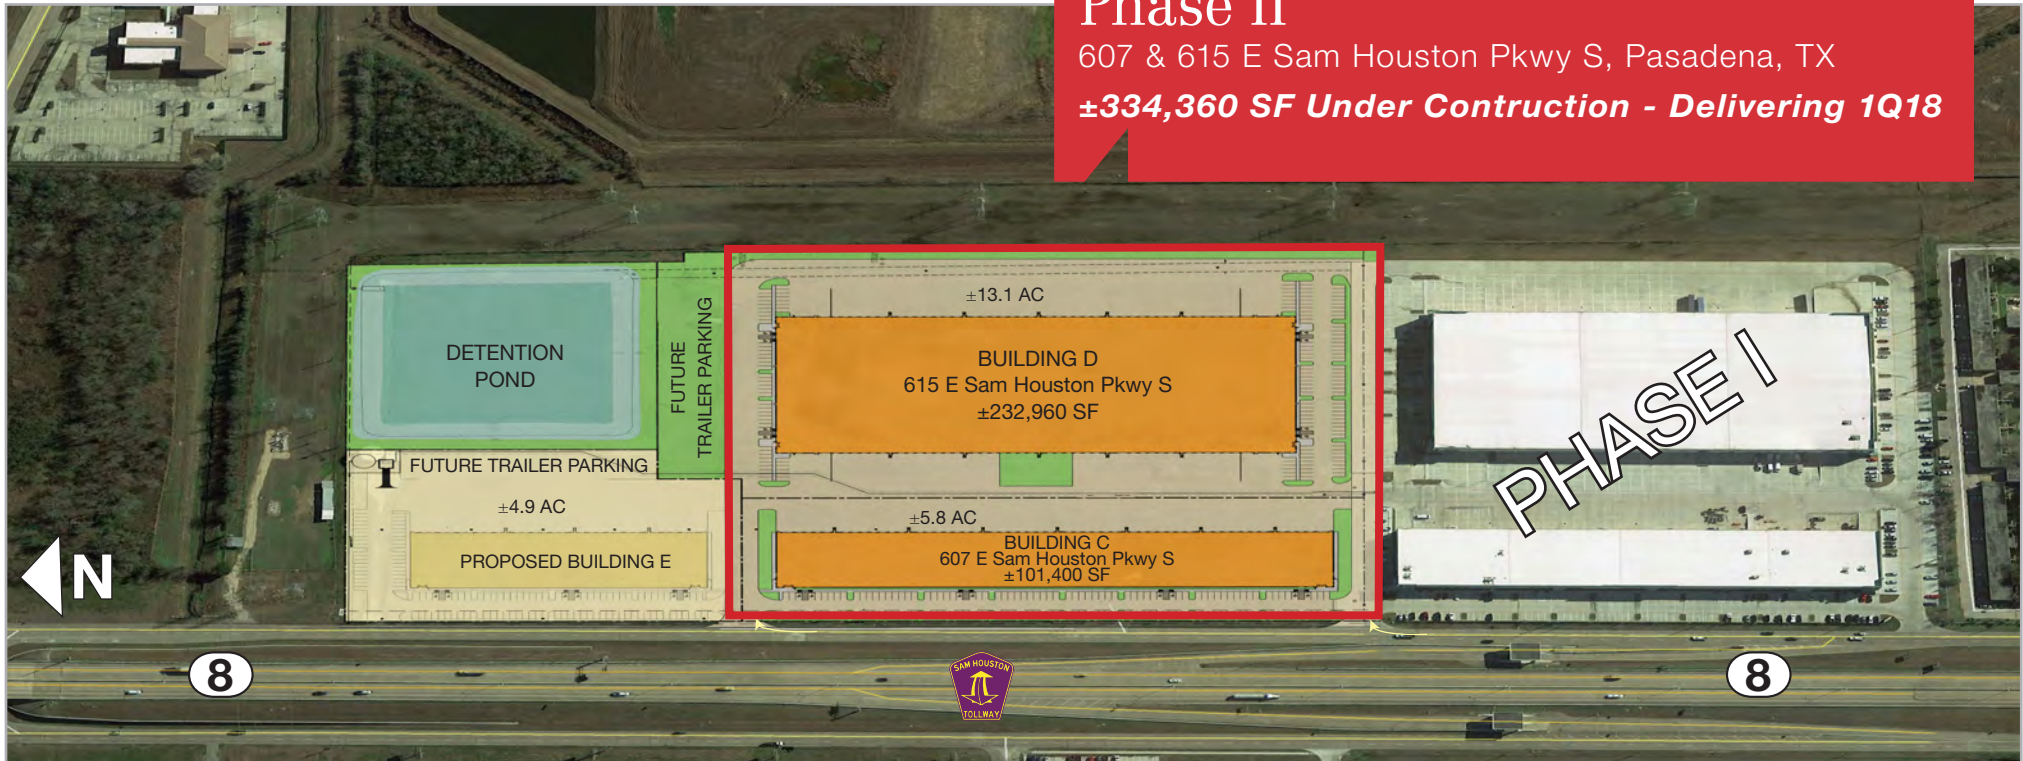 Phase II
607 & 615 E Sam Houston Pkwy S, Pasadena, TX
±334,360 SF Under Contruction - Delivering 1Q18
±13.1 AC
DETENTION
POND
FUTURE
TRAILER PARKING
BUILDING D
615 E Sam Houston Pkwy S
±232,960 SF
PHASE I
FUTURE TRAILER PARKING
±4.9 AC
±5.8 AC
PROPOSED BUILDING E
BUILDING C
607 E Sam Houston Pkwy S
±101,400 SF
N
8
SAM HOUSTON
TOLLWAY
8